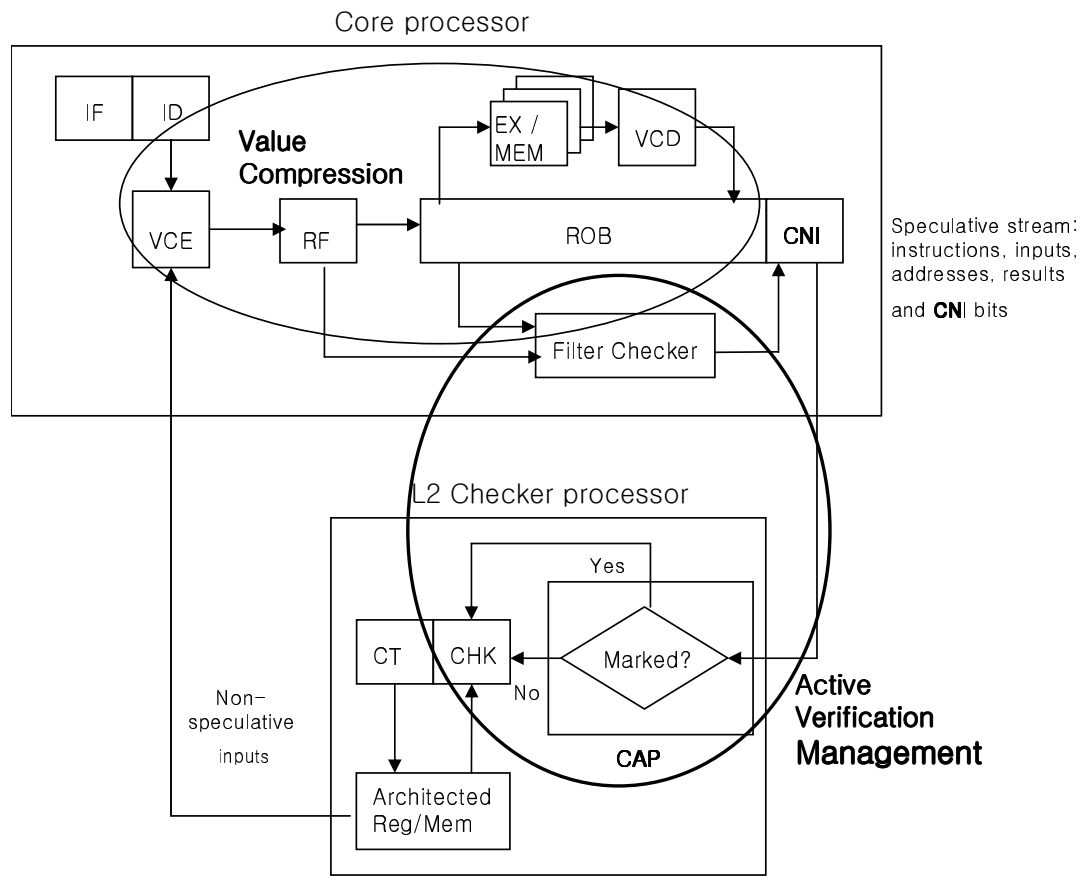 Core processor
IF
ID
EX /
MEM
VCD
Value
Compression
VCE
RF
ROB
CNI
Speculative stream:
instructions, inputs,
addresses, results
and CNI bits
Filter Checker
L2 Checker processor
Yes
CT
CHK
Marked?
No
Non-
speculative
inputs
Active
Verification
Management
CAP
Architected
Reg/Mem